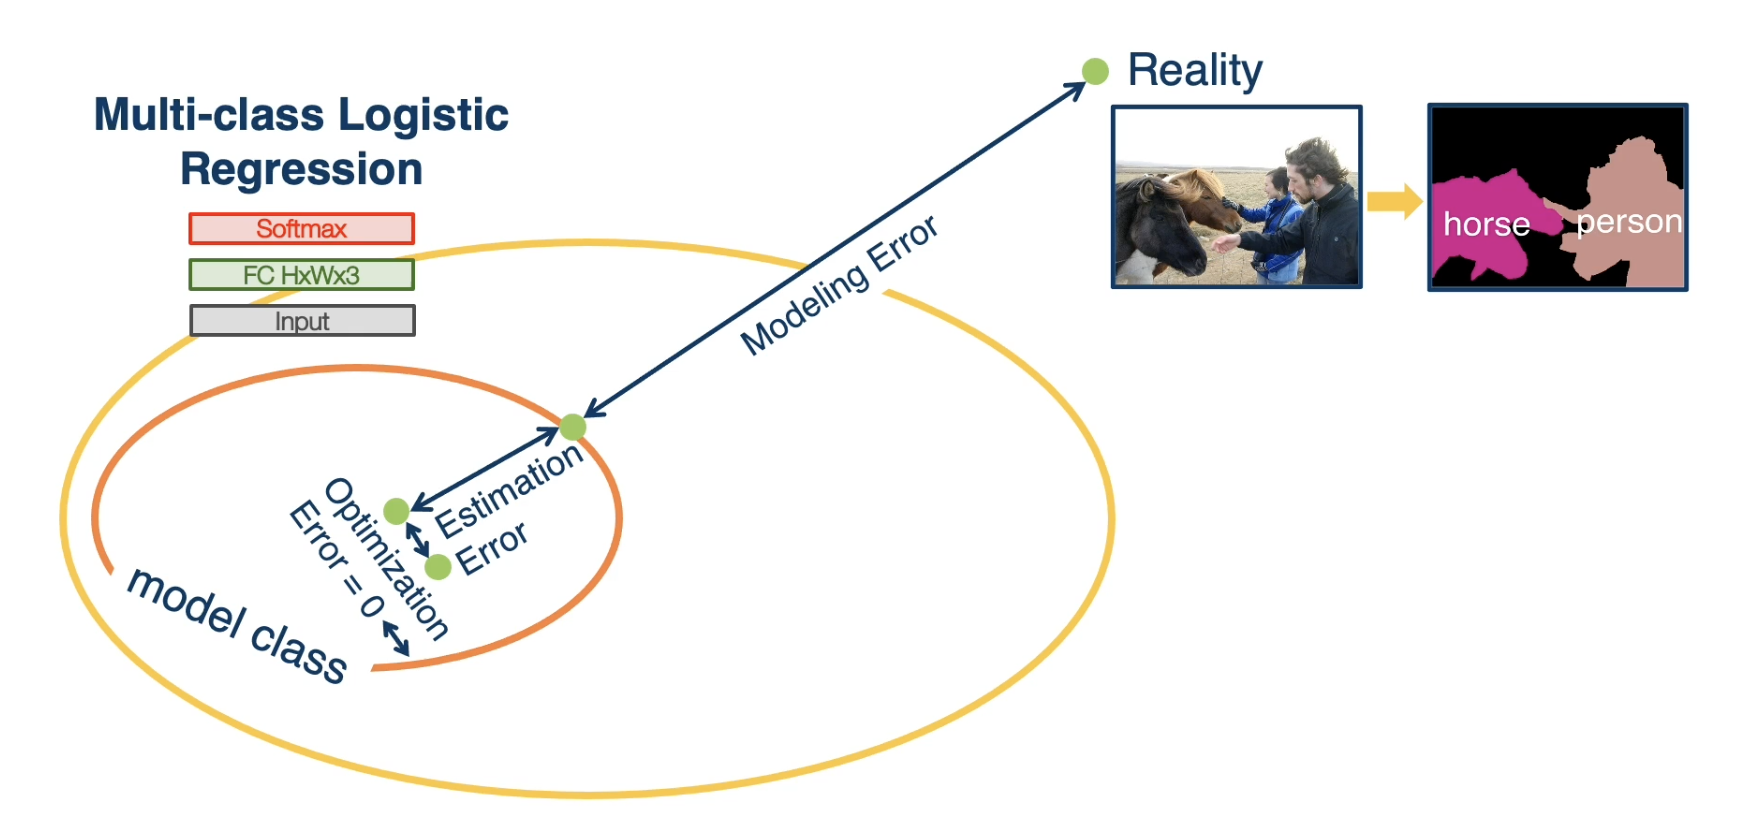 Multi-class Logistic
Regression
Softmax
FC HxWx3
Input
Reality
horse
person
Modeling Error
Estimation
Error
Optimization
Error = 0
model class